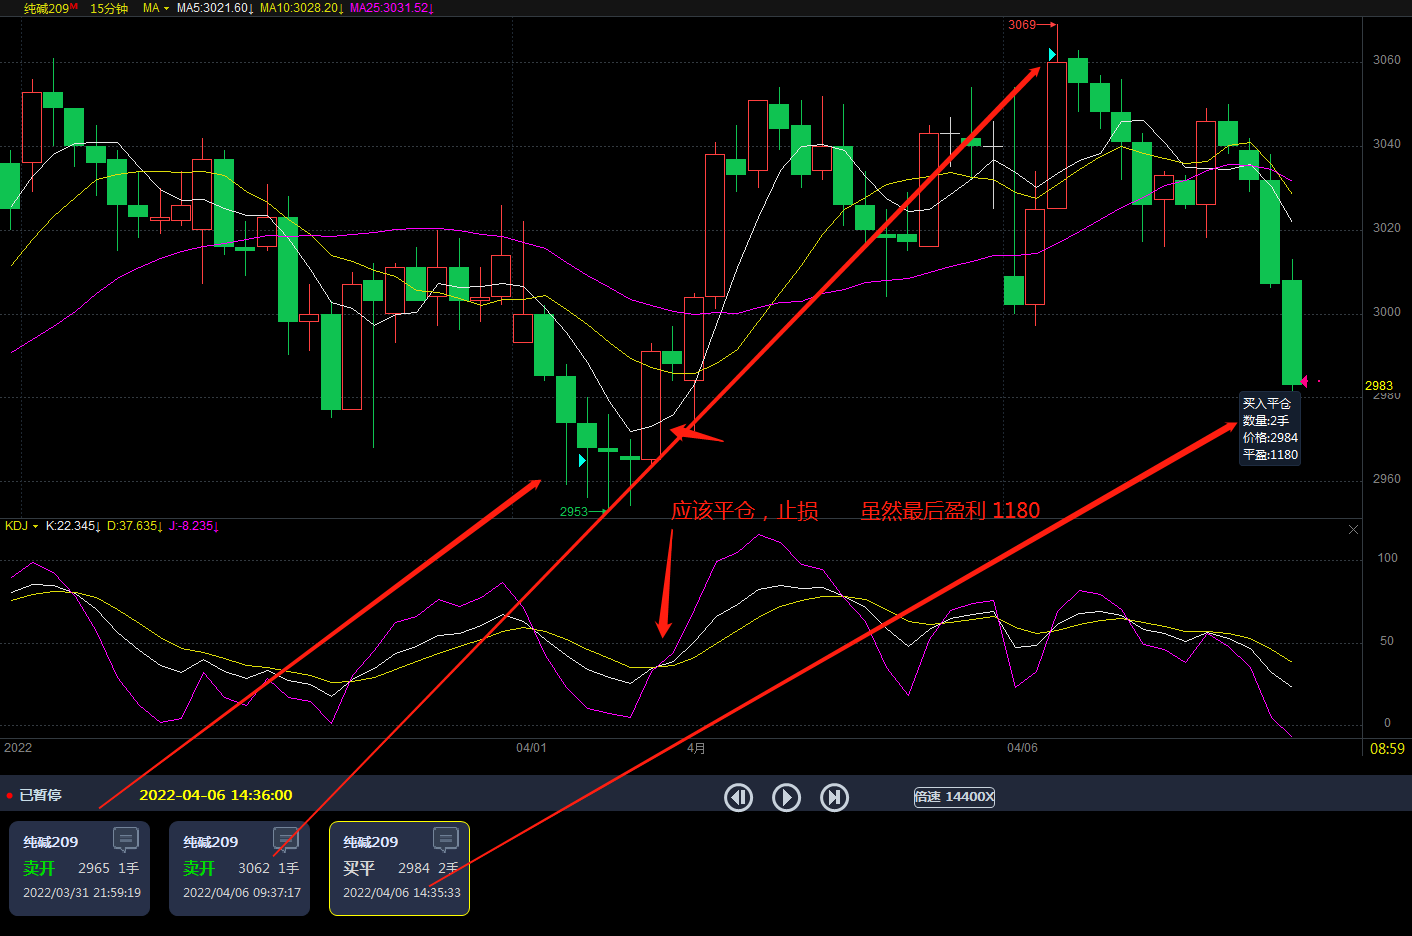 纯碱209M 15分钟 MA MA5:3021.60↓ MA10:3028.20↓ MA25:3031.52↓
3069
3060
3040
3020
3000
2983
2980
买入平仓
数量:2手
价格:2984
平盈:1180
2960
2953
应该平仓，止损 虽然最后盈利 1180
KDJ K:22.345↓ D:37.635↓ J:-8.235↓
100
50
0
2022 04/01 4月 04/06 08:59
已暂停 2022-04-06 14:36:00 倍速 14400X
纯碱209
卖开 2965 1手
2022/03/31 21:59:19
纯碱209
卖开 3062 1手
2022/04/06 09:37:17
纯碱209
买平 2984 2手
2022/04/06 14:35:33